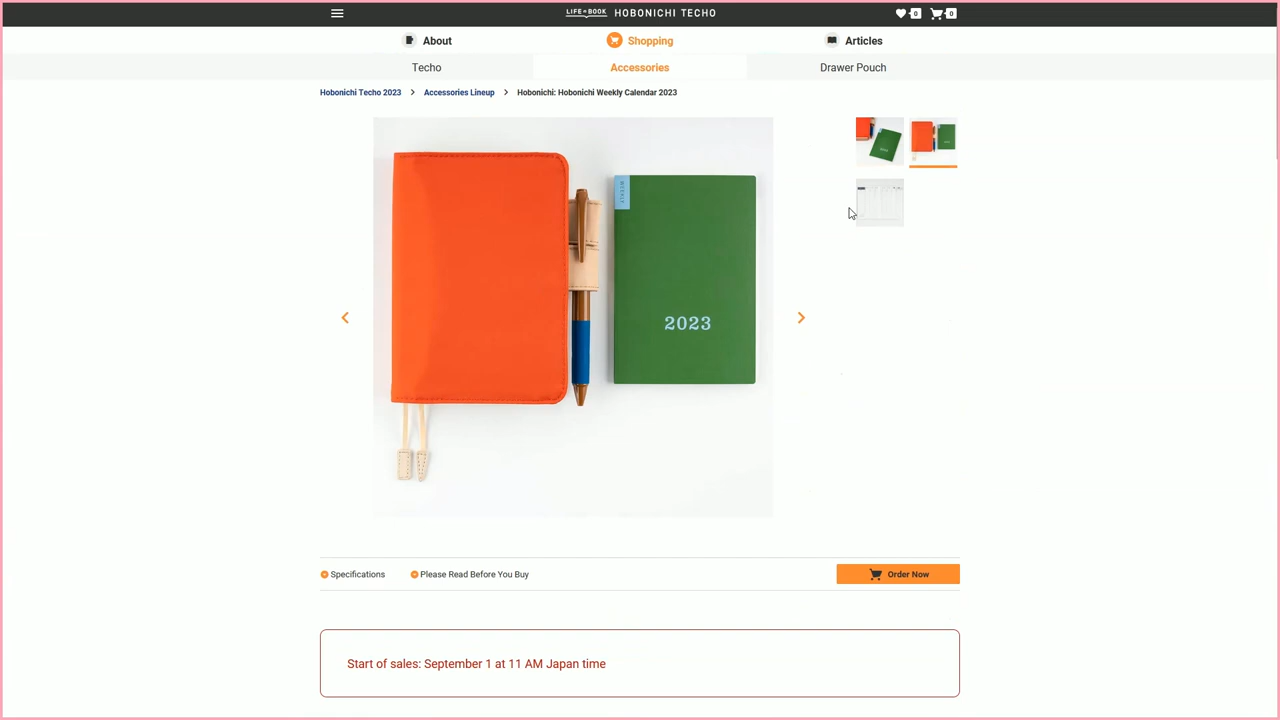 LIFE is BOOK HOBONICHI TECHO
0
0
About
Shopping
Articles
Techo
Accessories
Drawer Pouch
Hobonichi Techo 2023 > Accessories Lineup > Hobonichi: Hobonichi Weekly Calendar 2023
WEEKLY
2023
Specifications
Please Read Before You Buy
Order Now
Start of sales: September 1 at 11 AM Japan time